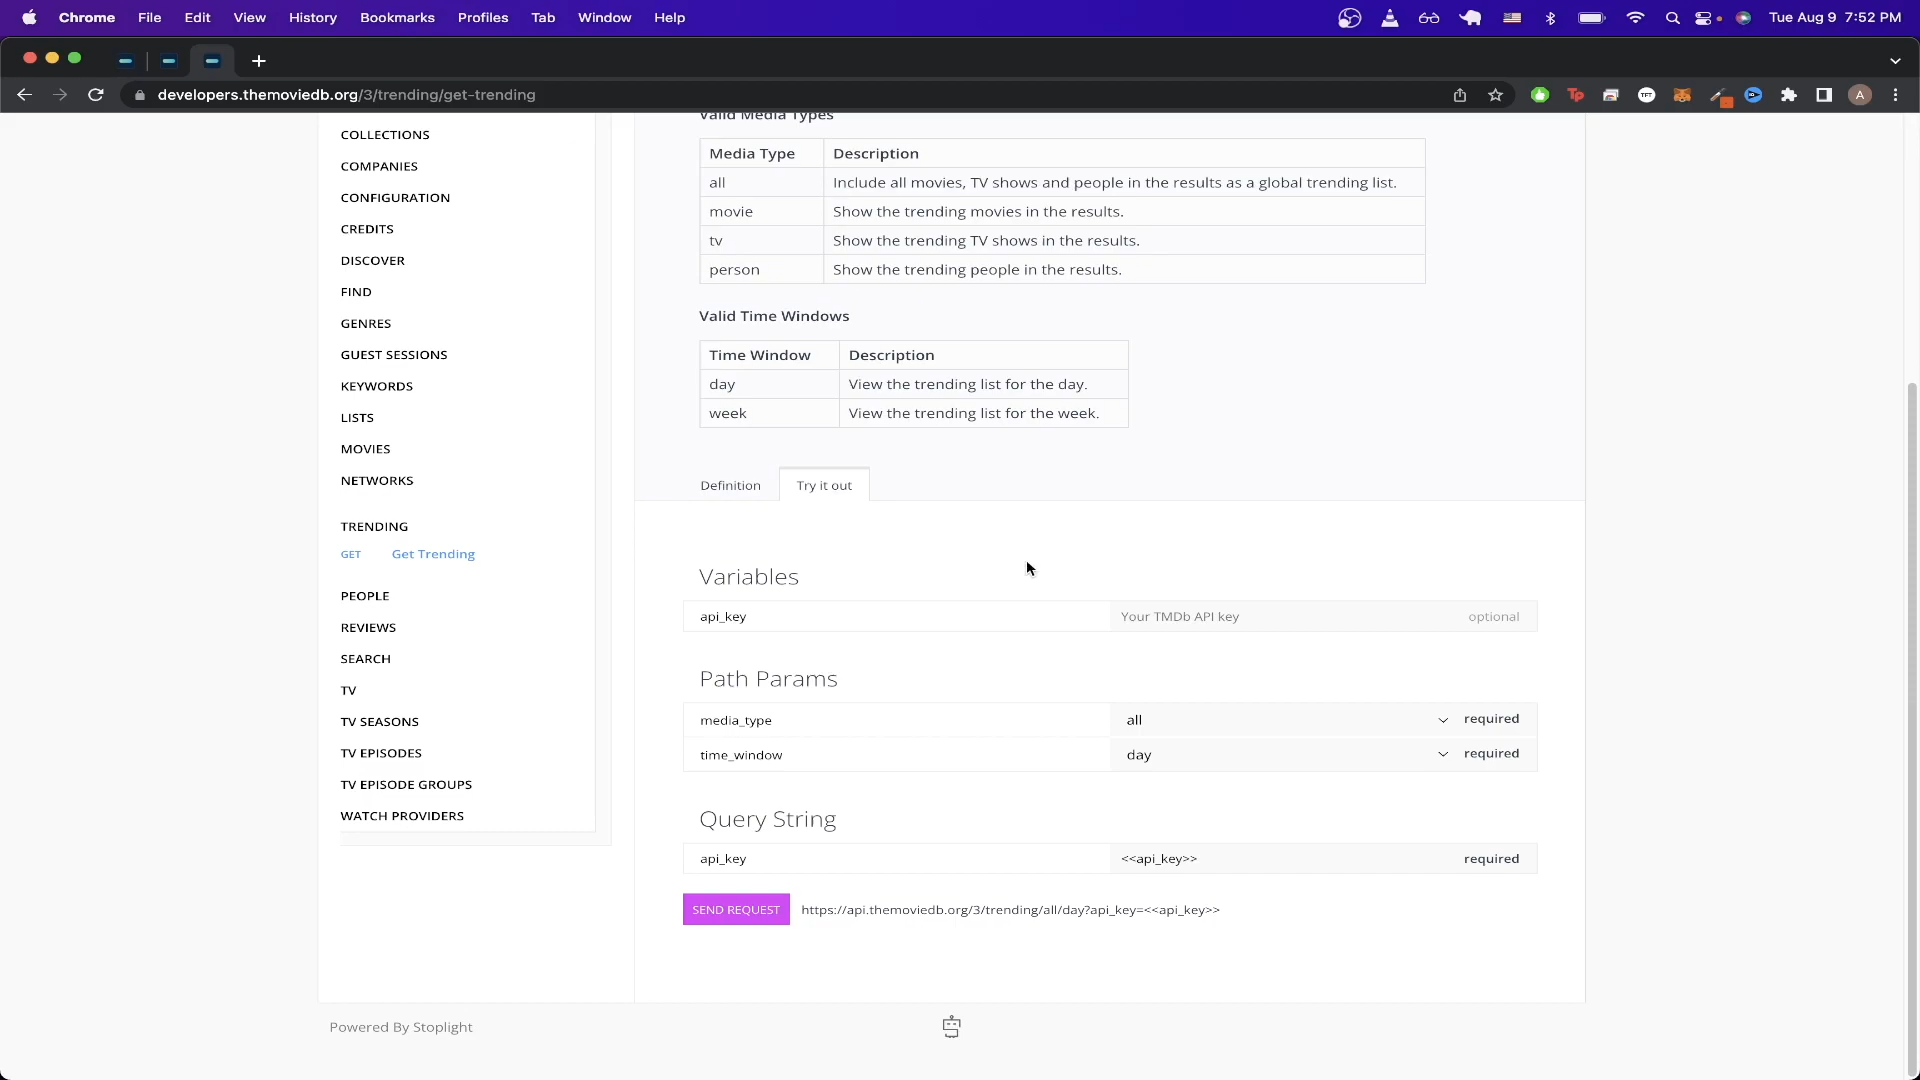 Chrome File Edit View History Bookmarks Profiles Tab Window Help Tue Aug 9 7:52 PM
developers.themoviedb.org/3/trending/get-trending
TP
TFT
A
COLLECTIONS
COMPANIES
CONFIGURATION
CREDITS
DISCOVER
FIND
GENRES
GUEST SESSIONS
KEYWORDS
LISTS
MOVIES
NETWORKS
TRENDING
GET Get Trending
PEOPLE
REVIEWS
SEARCH
TV
TV SEASONS
TV EPISODES
TV EPISODE GROUPS
WATCH PROVIDERS
Valid Media Types
Media Type Description
all Include all movies, TV shows and people in the results as a global trending list.
movie Show the trending movies in the results.
tv Show the trending TV shows in the results.
person Show the trending people in the results.
Valid Time Windows
Time Window Description
day View the trending list for the day.
week View the trending list for the week.
Definition Try it out
Variables
api_key Your TMDb API key optional
Path Params
media_type all required
time_window day required
Query String
api_key <<api_key>> required
SEND REQUEST https://api.themoviedb.org/3/trending/all/day?api_key=<<api_key>>
Powered By Stoplight